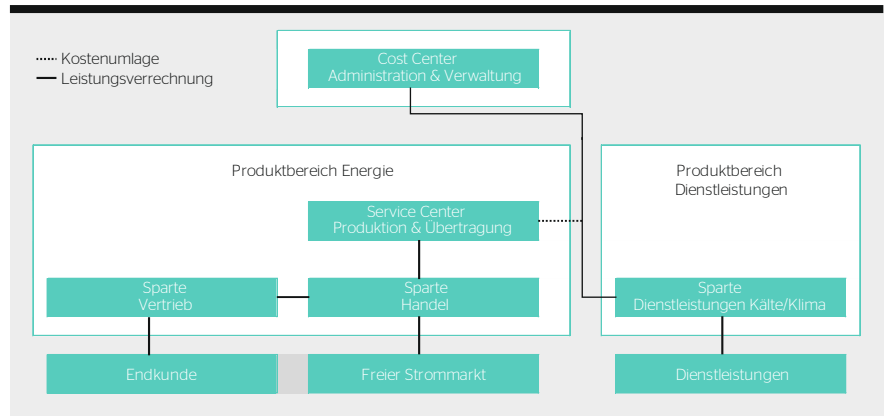 Kostenumlage
Leistungsverrechnung
Cost Center
Administration & Verwaltung
Produktbereich Energie
Produktbereich
Dienstleistungen
Service Center
Produktion & Übertragung
Sparte
Vertrieb
Sparte
Handel
Sparte
Dienstleistungen Kälte/Klima
Endkunde
Freier Strommarkt
Dienstleistungen